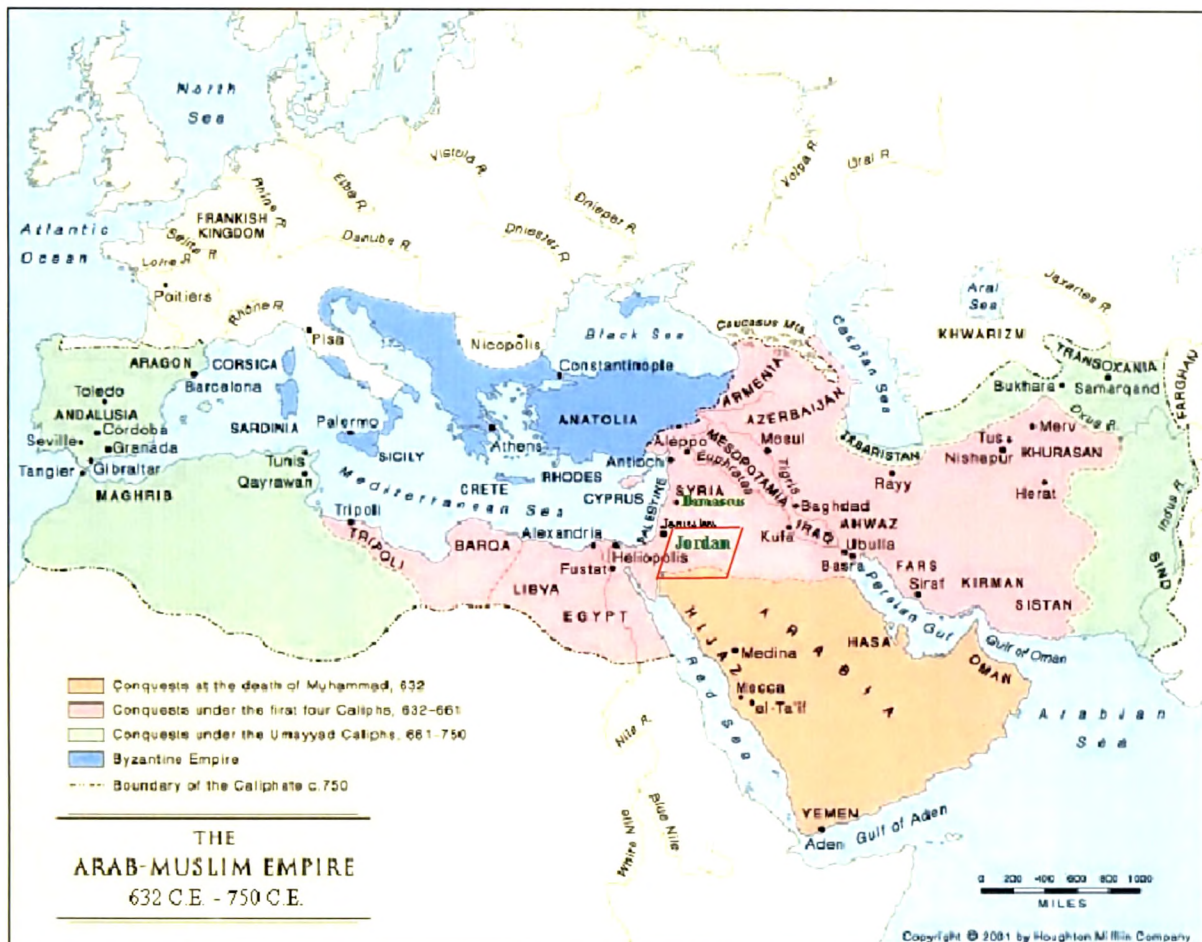 North
Sea
Vistula R.
Volga R.
Ural R.
Elbe R.
Rhine R.
Dnieper R.
FRANKISH
KINGDOM
Atlantic
Ocean
Danube R.
Dniester R.
Loire R.
Poitiers
Rhône R.
Aral
Sea
Jaxartes R.
Caspian Sea
KHWARIZM
Caucasus Mts.
Black Sea
Pisa
Nicopolis
Constantinople
TRANSOXANIA
FARGHANA
Bukhara
Samarqand
Oxus R.
ARAGON
CORSICA
Barcelona
Toledo
ANDALUSIA
Cordoba
Seville
Granada
Tangier
Gibraltar
MAGHRIB
SARDINIA
Palermo
SICILY
Tunis
Qayrawan
Athens
ANATOLIA
ARMENIA
AZERBAIJAN
Mosul
MESOPOTAMIA
TABARISTAN
Tus
Merv
Nishapur
KHURASAN
Herat
Rayy
Aleppo
Antioch
Euphrates
Tigris
RHODES
CRETE
CYPRUS
Mediterranean Sea
SYRIA
Damascus
PALESTINE
Jordam
Baghdad
Kufa
IRAQ
AHWAZ
Ubulla
Basra
FARS
Siraf
KIRMAN
SISTAN
SIND
Indus R.
Tripoli
TRIPOLI
BARQA
Alexandria
Heliopolis
Fustat
LIBYA
EGYPT
Persian Gulf
Gulf of Oman
HIJAZ
ARABIA
HASA
OMAN
Medina
Mecca
al-Ta'if
Red Sea
Arabian
Sea
YEMEN
Aden
Gulf of Aden
Nile R.
Blue Nile
White Nile
Conquests at the death of Muhammad, 632
Conquests under the first four Caliphs, 632-661
Conquests under the Umayyad Caliphs, 661-750
Byzantine Empire
Boundary of the Caliphate c.750
THE
ARAB-MUSLIM EMPIRE
632 C.E. - 750 C.E.
0 200 400 600 800 1000
MILES
Copyright © 2001 by Houghton Mifflin Company